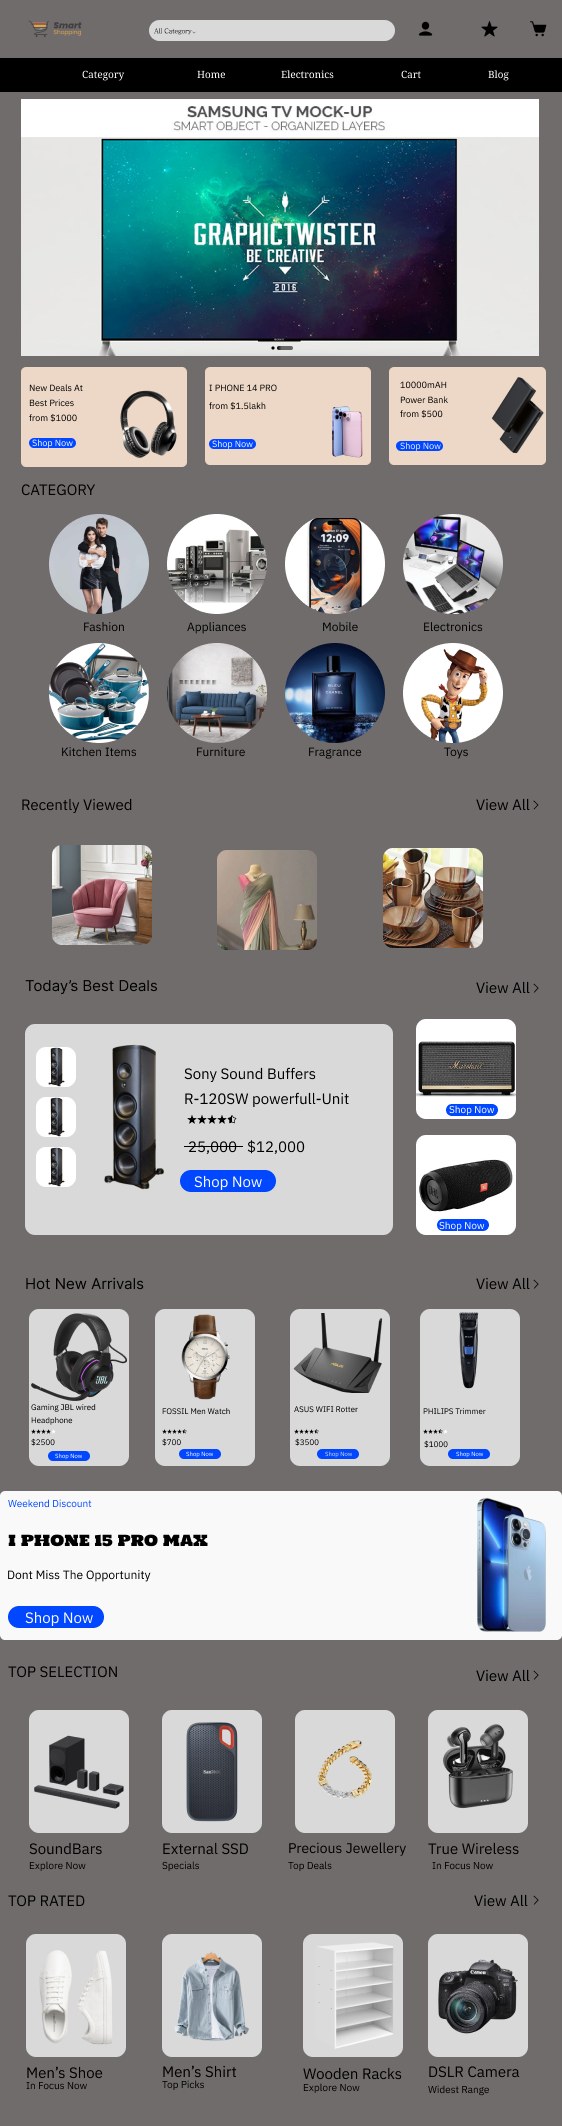 Smart
Shopping
All Category
Category Home Electronics Cart Blog
SAMSUNG TV MOCK-UP
SMART OBJECT - ORGANIZED LAYERS
GRAPHICTWISTER
BE CREATIVE
2016
New Deals At
Best Prices
from $1000
Shop Now
I PHONE 14 PRO
from $1.5lakh
Shop Now
10000mAH
Power Bank
from $500
Shop Now
CATEGORY
12:09
CHANEL
Fashion Appliances Mobile Electronics
Kitchen Items Furniture Fragrance Toys
Recently Viewed View All >
Today's Best Deals View All >
Sony Sound Buffers
R-120SW powerfull-Unit
25,000 $12,000
Shop Now
Marshall
Shop Now
JBL
Shop Now
Hot New Arrivals View All >
JBL
Gaming JBL wired
Headphone
$2500
Shop Now
FOSSIL Men Watch
$700
Shop Now
ASUS WIFI Rotter
$3500
Shop Now
PHILIPS Trimmer
$1000
Shop Now
Weekend Discount
I PHONE 15 PRO MAX
Dont Miss The Opportunity
Shop Now
TOP SELECTION View All >
SanDisk
SoundBars
Explore Now
External SSD
Specials
Precious Jewellery
Top Deals
True Wireless
In Focus Now
TOP RATED View All >
Canon
Men's Shoe
In Focus Now
Men's Shirt
Top Picks
Wooden Racks
Explore Now
DSLR Camera
Widest Range